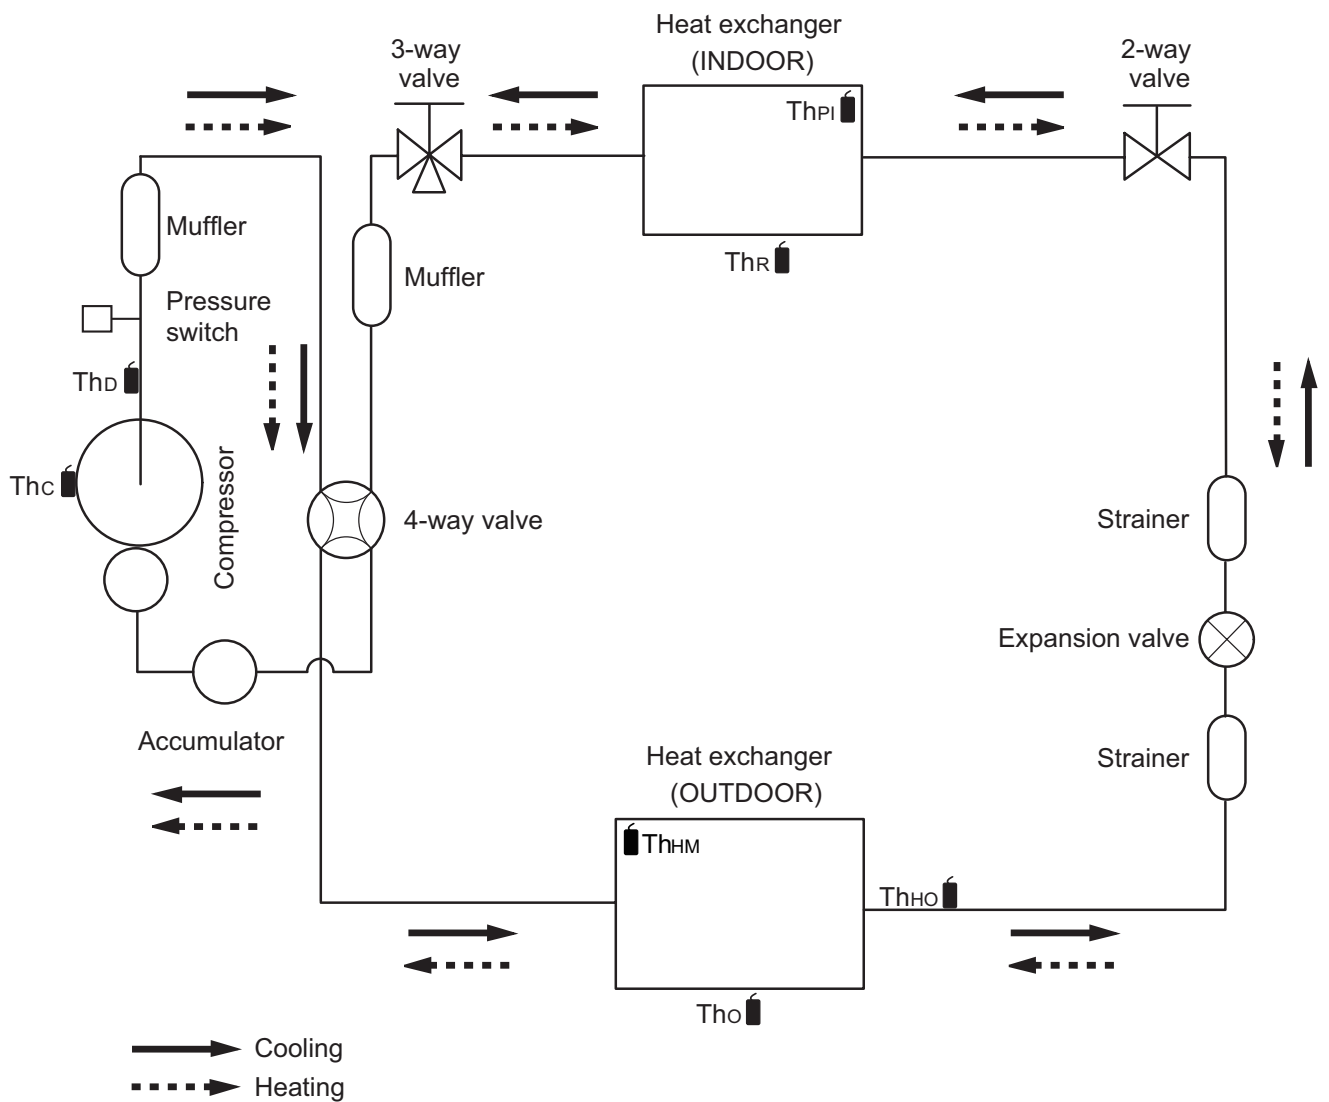 Heat exchanger
(INDOOR)
3-way
valve
2-way
valve
ThPI
Muffler
ThR
Muffler
Pressure
switch
ThD
Compressor
ThC
4-way valve
Strainer
Expansion valve
Accumulator
Strainer
Heat exchanger
(OUTDOOR)
ThHM
ThHO
ThO
Cooling
Heating